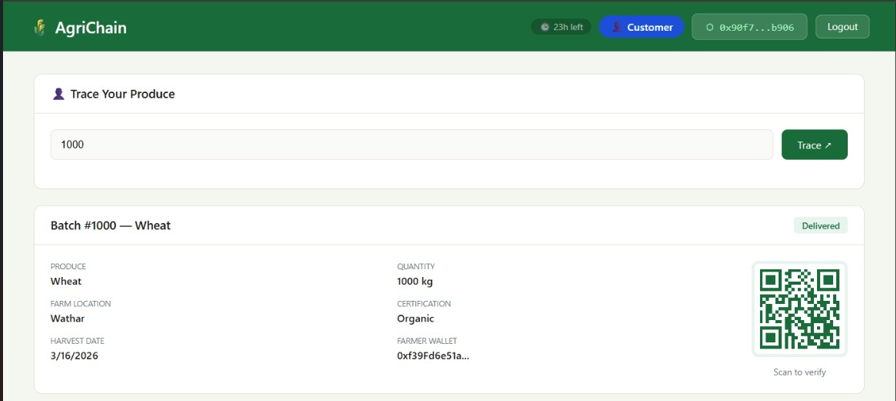 AgriChain
23h left
Customer
0x90f7...b906
Logout
Trace Your Produce
1000
Trace ↗
Batch #1000 — Wheat
Delivered
PRODUCE
Wheat
QUANTITY
1000 kg
FARM LOCATION
Wathar
CERTIFICATION
Organic
HARVEST DATE
3/16/2026
FARMER WALLET
0xf39Fd6e51a...
Scan to verify